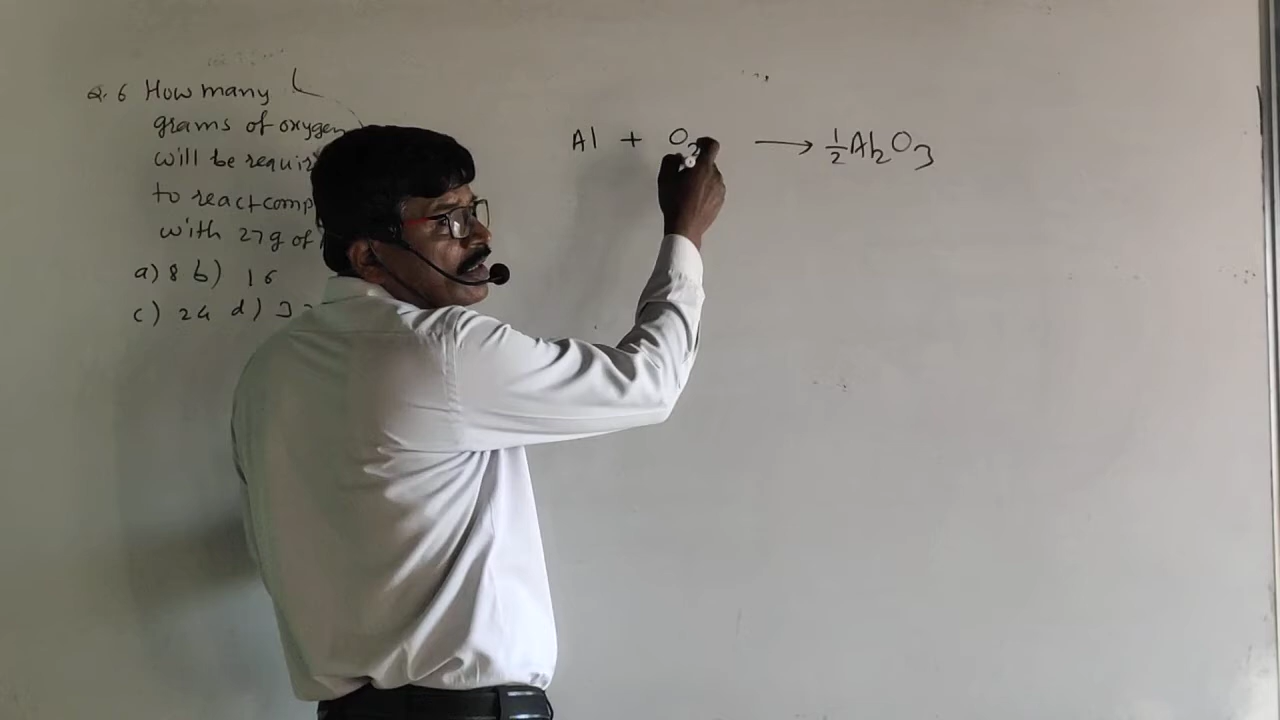 Q.6 How many
grams of oxygen
will be requir
to react comp
with 27g of
a) 8 b) 16
c) 24 d) 3
Al + O₂ ⟶ ½Al₂O₃